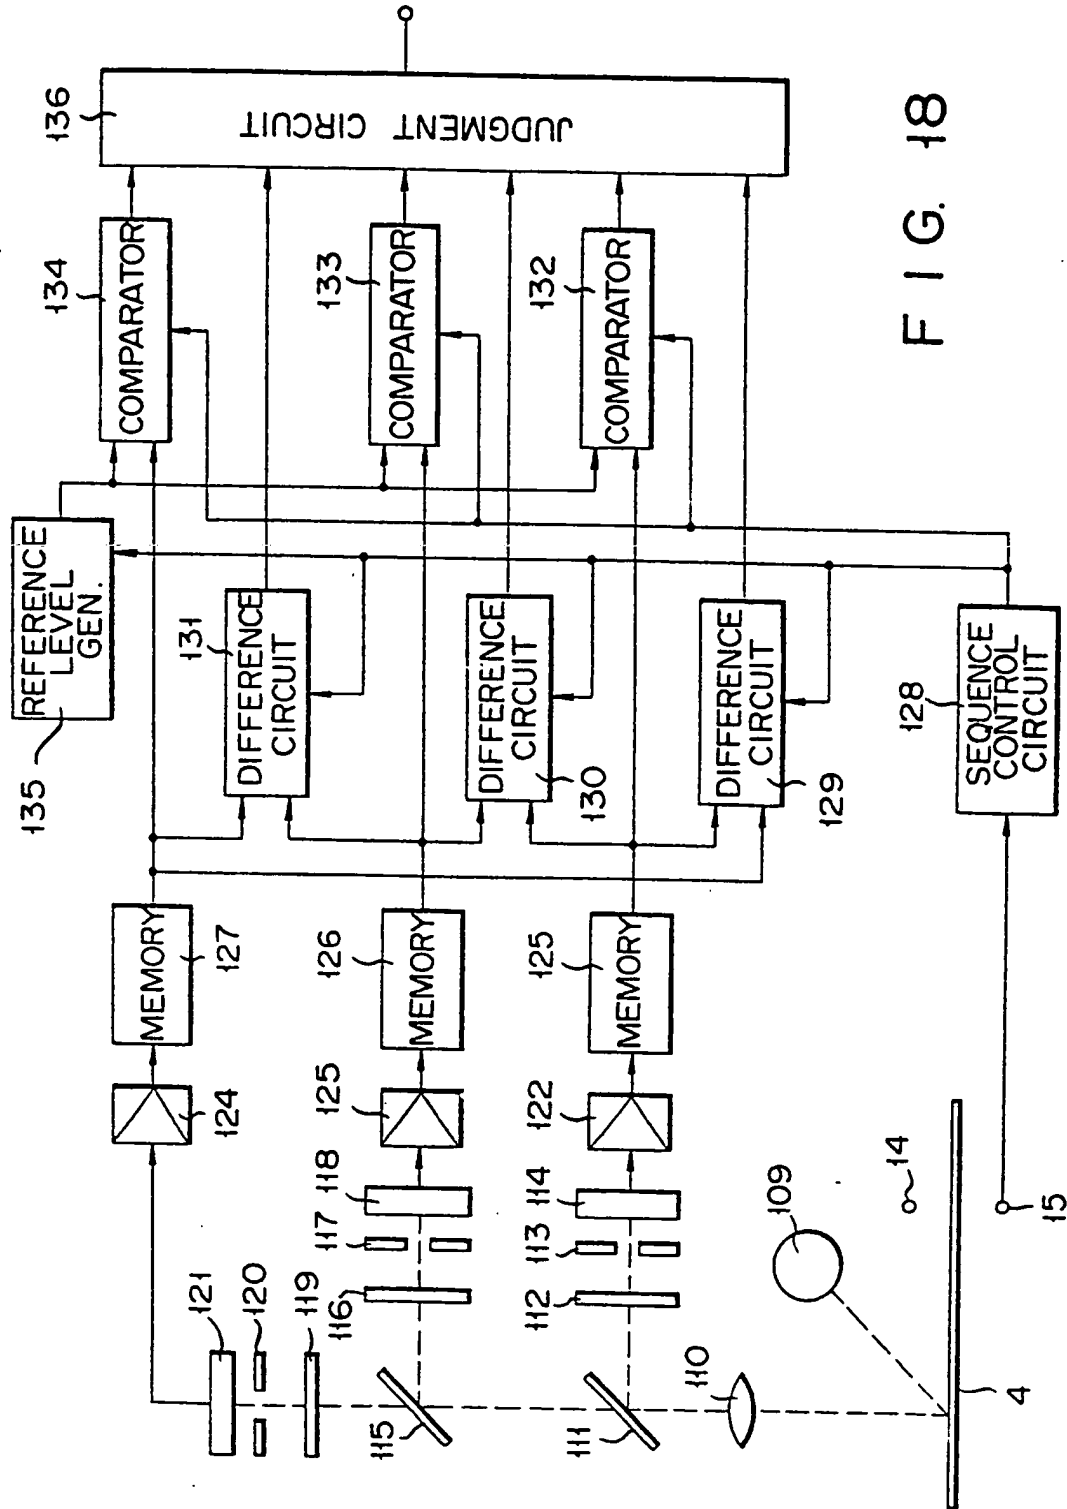 136
JUDGMENT CIRCUIT
134
COMPARATOR
133
COMPARATOR
132
COMPARATOR
REFERENCE
LEVEL
GEN.
135
131
DIFFERENCE
CIRCUIT
DIFFERENCE
CIRCUIT
130
DIFFERENCE
CIRCUIT
129
128
SEQUENCE
CONTROL
CIRCUIT
MEMORY
127
126
MEMORY
125
MEMORY
124
125
122
118
117
116
114
113
112
121
120
119
115
111
110
109
14
15
4
FIG. 18